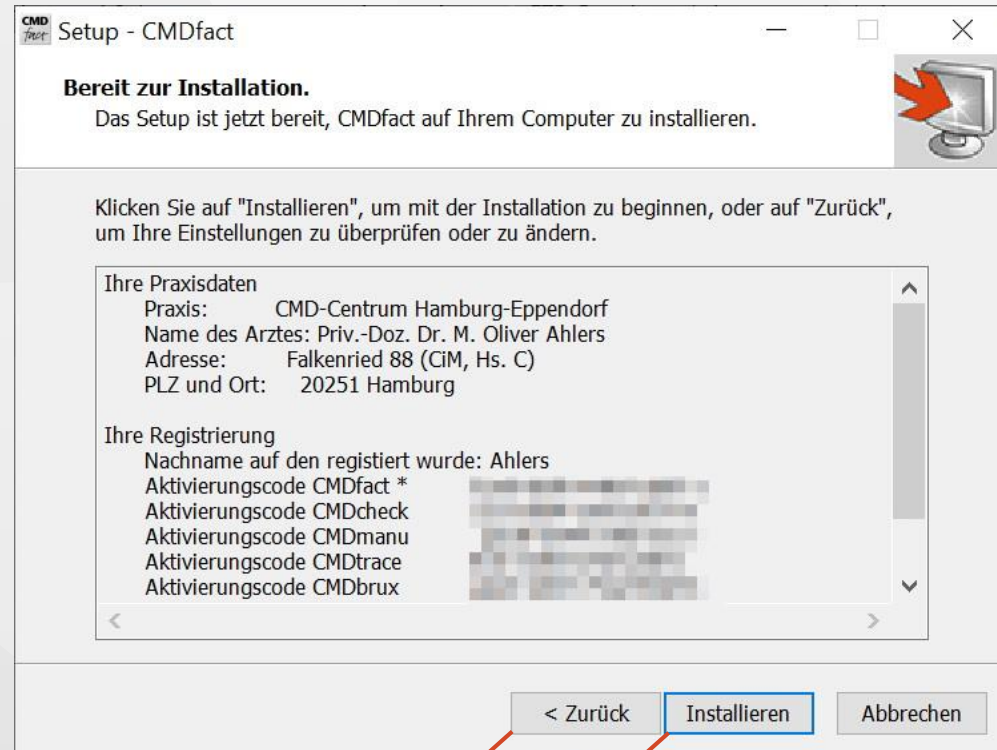 CMD
fact Setup - CMDfact
Bereit zur Installation.
Das Setup ist jetzt bereit, CMDfact auf Ihrem Computer zu installieren.
Klicken Sie auf "Installieren", um mit der Installation zu beginnen, oder auf "Zurück",
um Ihre Einstellungen zu überprüfen oder zu ändern.
Ihre Praxisdaten
Praxis: CMD-Centrum Hamburg-Eppendorf
Name des Arztes: Priv.-Doz. Dr. M. Oliver Ahlers
Adresse: Falkenried 88 (CiM, Hs. C)
PLZ und Ort: 20251 Hamburg
Ihre Registrierung
Nachname auf den registiert wurde: Ahlers
Aktivierungscode CMDfact *
Aktivierungscode CMDcheck
Aktivierungscode CMDmanu
Aktivierungscode CMDtrace
Aktivierungscode CMDbrux
< Zurück Installieren Abbrechen